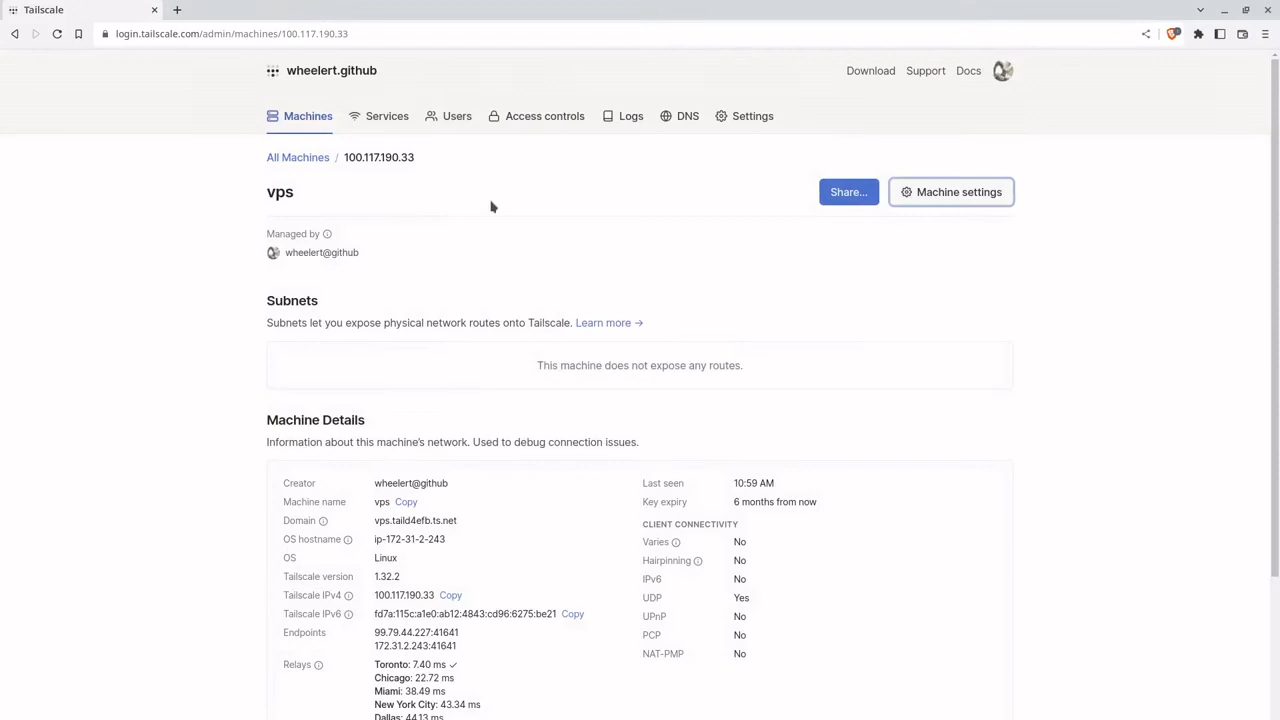 Tailscale
login.tailscale.com/admin/machines/100.117.190.33
wheelert.github
Download Support Docs
Machines Services Users Access controls Logs DNS Settings
All Machines / 100.117.190.33
vps
Share... Machine settings
Managed by
wheelert@github
Subnets
Subnets let you expose physical network routes onto Tailscale. Learn more →
This machine does not expose any routes.
Machine Details
Information about this machine's network. Used to debug connection issues.
Creator wheelert@github
Machine name vps Copy
Domain vps.taild4efb.ts.net
OS hostname ip-172-31-2-243
OS Linux
Tailscale version 1.32.2
Tailscale IPv4 100.117.190.33 Copy
Tailscale IPv6 fd7a:115c:a1e0:ab12:4843:cd96:6275:be21 Copy
Endpoints 99.79.44.227:41641
172.31.2.243:41641
Relays Toronto: 7.40 ms ✓
Chicago: 22.72 ms
Miami: 38.49 ms
New York City: 43.34 ms
Dallas: 44.13 ms
Last seen 10:59 AM
Key expiry 6 months from now
CLIENT CONNECTIVITY
Varies No
Hairpinning No
IPv6 No
UDP Yes
UPnP No
PCP No
NAT-PMP No